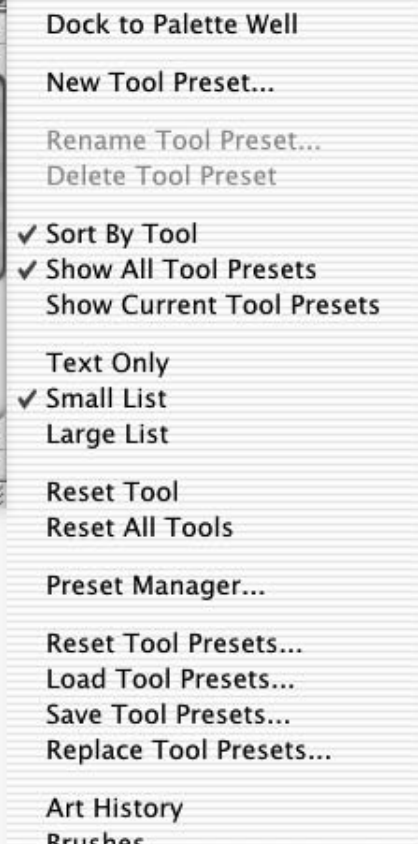 Dock to Palette Well
New Tool Preset...
Rename Tool Preset...
Delete Tool Preset
✓ Sort By Tool
✓ Show All Tool Presets
Show Current Tool Presets
Text Only
✓ Small List
Large List
Reset Tool
Reset All Tools
Preset Manager...
Reset Tool Presets...
Load Tool Presets...
Save Tool Presets...
Replace Tool Presets...
Art History
Brushes